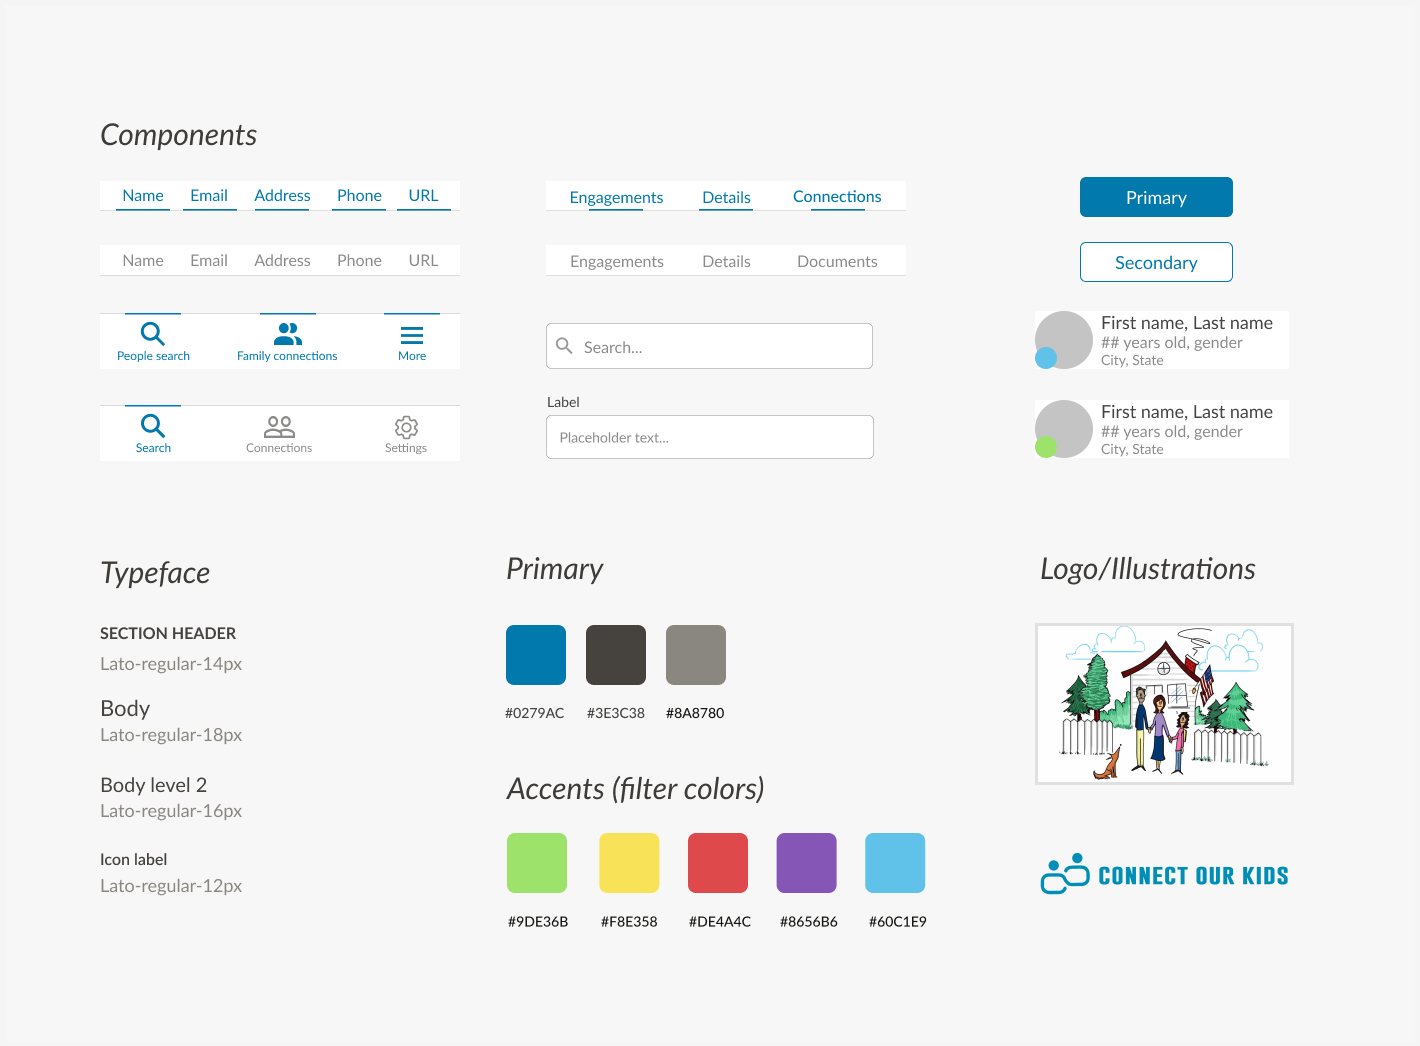 Components
Name Email Address Phone URL
Name Email Address Phone URL
People search Family connections More
Search Connections Settings
Engagements Details Connections
Engagements Details Documents
Search...
Label
Placeholder text...
Primary
Secondary
First name, Last name
## years old, gender
City, State
First name, Last name
## years old, gender
City, State
Typeface
SECTION HEADER
Lato-regular-14px
Body
Lato-regular-18px
Body level 2
Lato-regular-16px
Icon label
Lato-regular-12px
Primary
#0279AC #3E3C38 #8A8780
Accents (filter colors)
#9DE36B #F8E358 #DE4A4C #8656B6 #60C1E9
Logo/Illustrations
CONNECT OUR KIDS